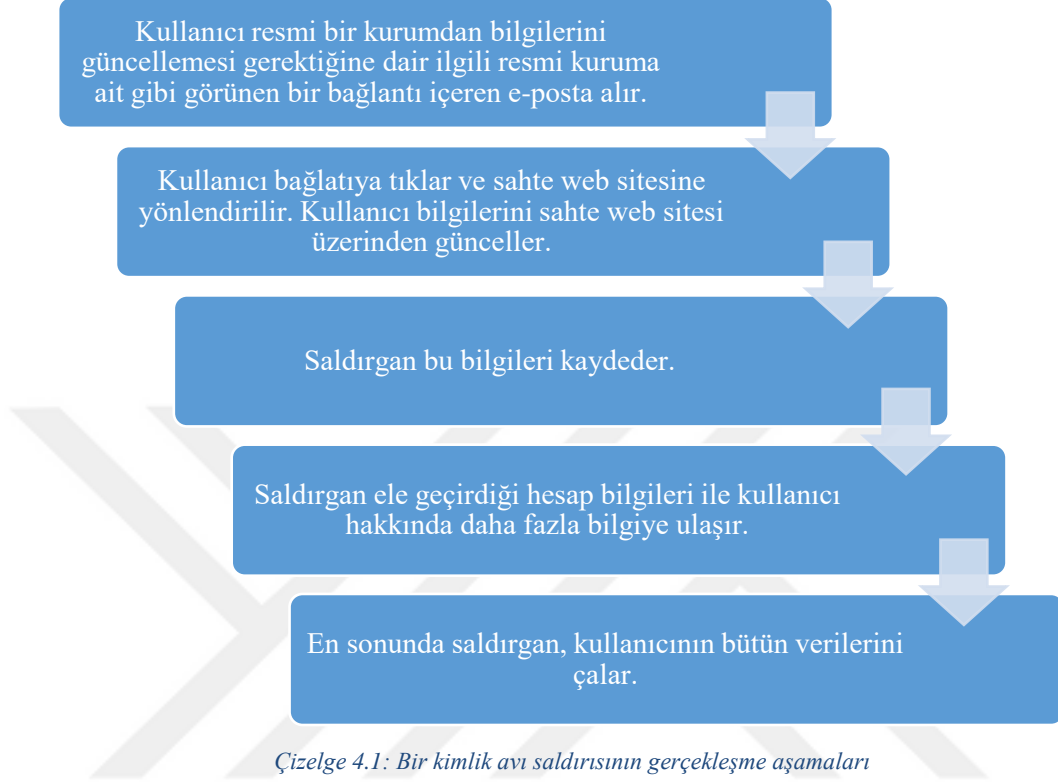 Kullanıcı resmi bir kurumdan bilgilerini
güncellemesi gerektiğine dair ilgili resmi kuruma
ait gibi görünen bir bağlantı içeren e-posta alır.
Kullanıcı bağlatıya tıklar ve sahte web sitesine
yönlendirilir. Kullanıcı bilgilerini sahte web sitesi
üzerinden günceller.
Saldırgan bu bilgileri kaydeder.
Saldırgan ele geçirdiği hesap bilgileri ile kullanıcı
hakkında daha fazla bilgiye ulaşır.
En sonunda saldırgan, kullanıcının bütün verilerini
çalar.
Çizelge 4.1: Bir kimlik avı saldırısının gerçekleşme aşamaları